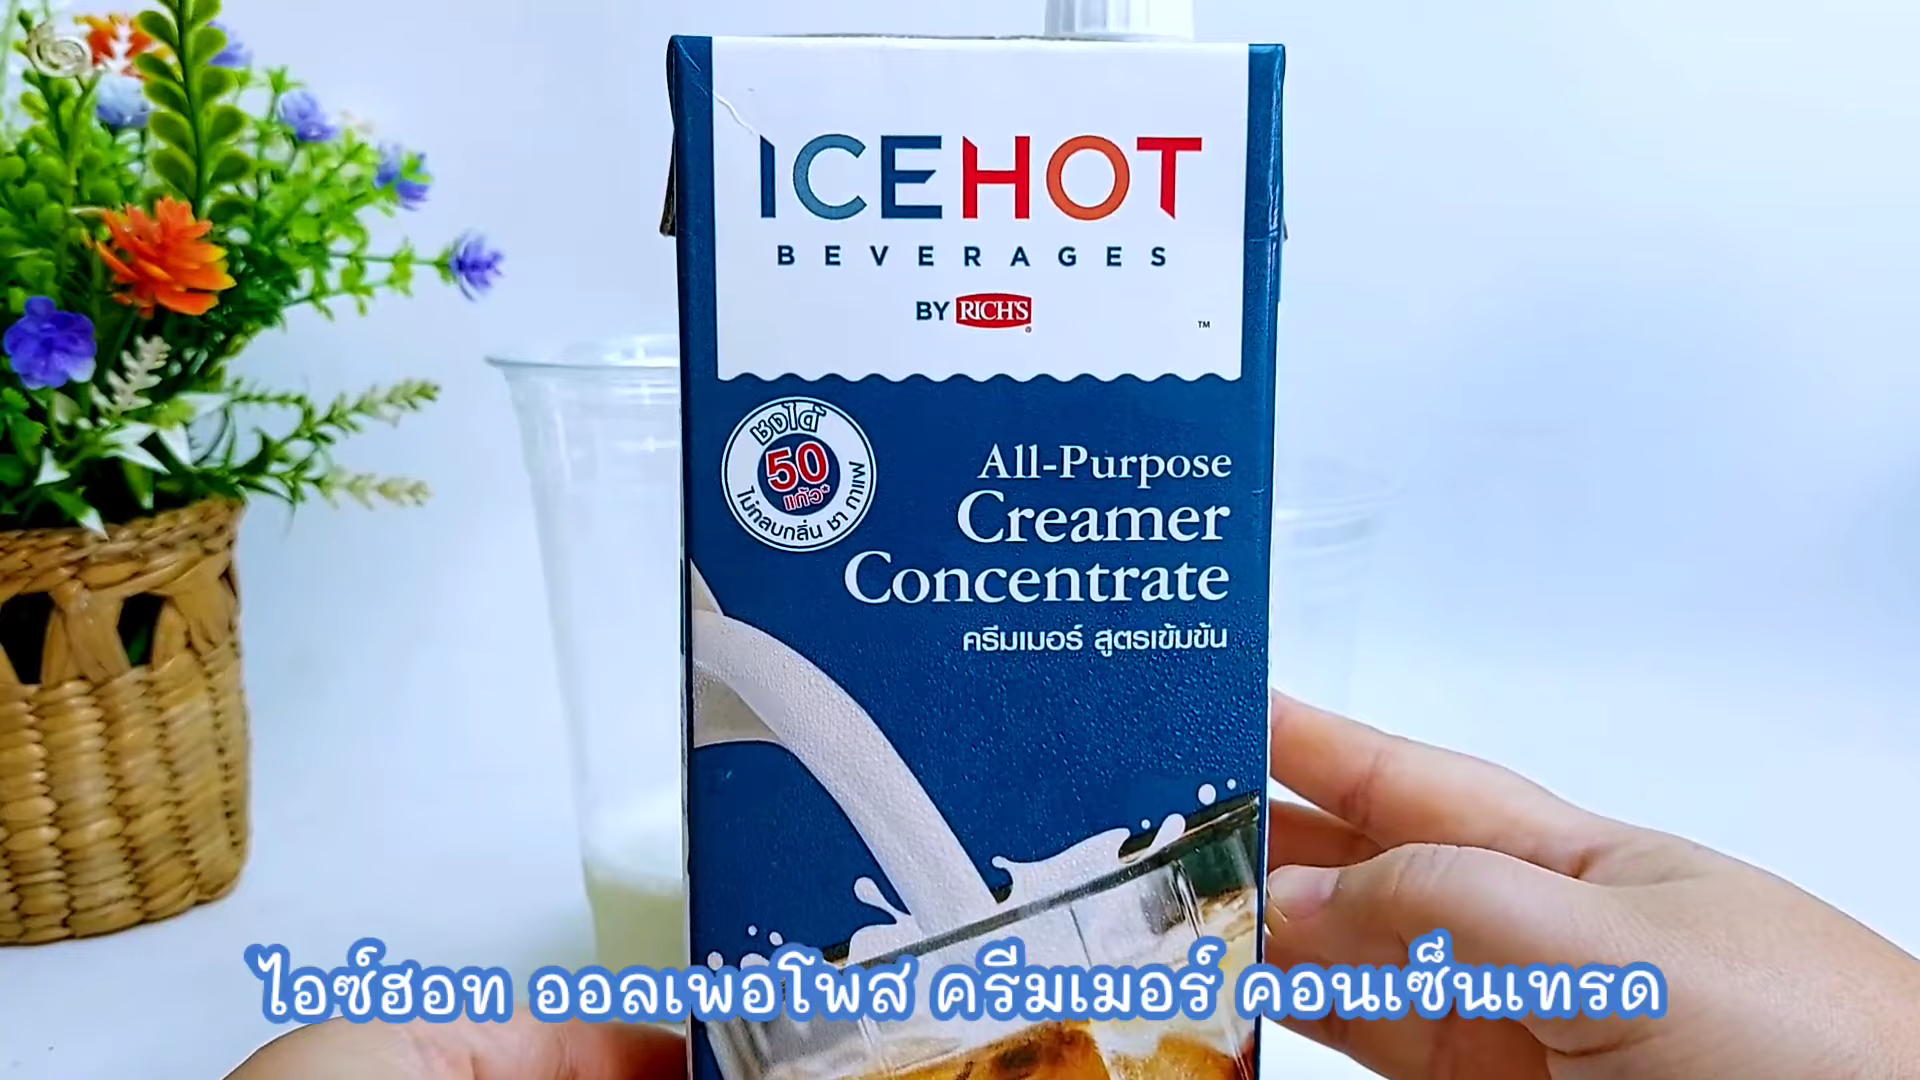 ICEHOT
BEVERAGES
BY RICH'S
TM
ชงได้
50
แก้ว*
ไม่กลบกลิ่น ชา กาแฟ
All-Purpose
Creamer
Concentrate
ครีมเมอร์ สูตรเข้มข้น
ไอซ์ฮอท ออลเพอโพส ครีมเมอร์ คอนเซ็นเทรด